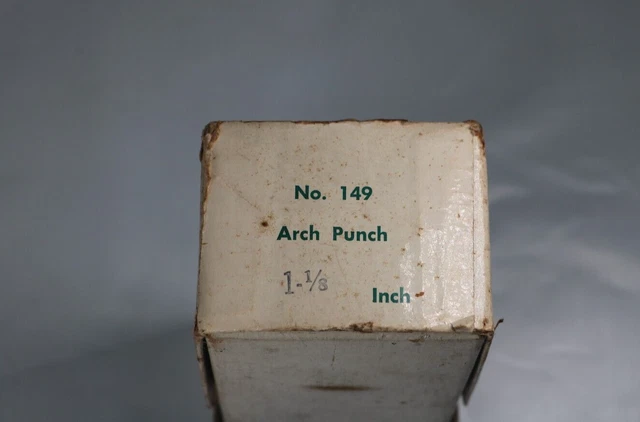 No. 149
Arch Punch
1-1/8 Inch